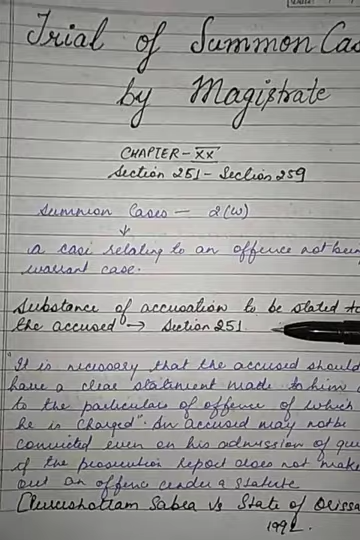 Trial of Summon Cas
by Magistrate
CHAPTER - XX
Section 251 - Section 259
Summon Cases — 2(W)
↓
a case relating to an offence not bein
warrant case.
Substance of accusation to be stated to
the accused → Section 251
"It is necessary that the accused should
have a clear statement made to him a
to the particulars of offence of which
he is charged" An accused may not be
convicted even on his admission of gui
if the prosecution report does not make
out an offence under a statute
Sabra vs State of Orissa
1992